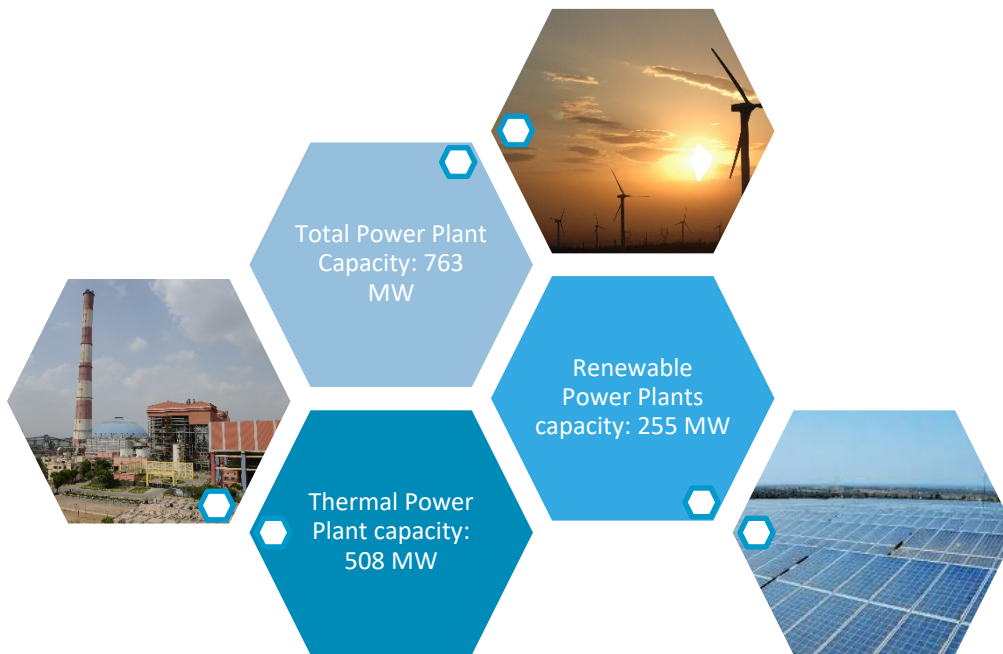 Total Power Plant
Capacity: 763
MW
Renewable
Power Plants
capacity: 255 MW
Thermal Power
Plant capacity:
508 MW